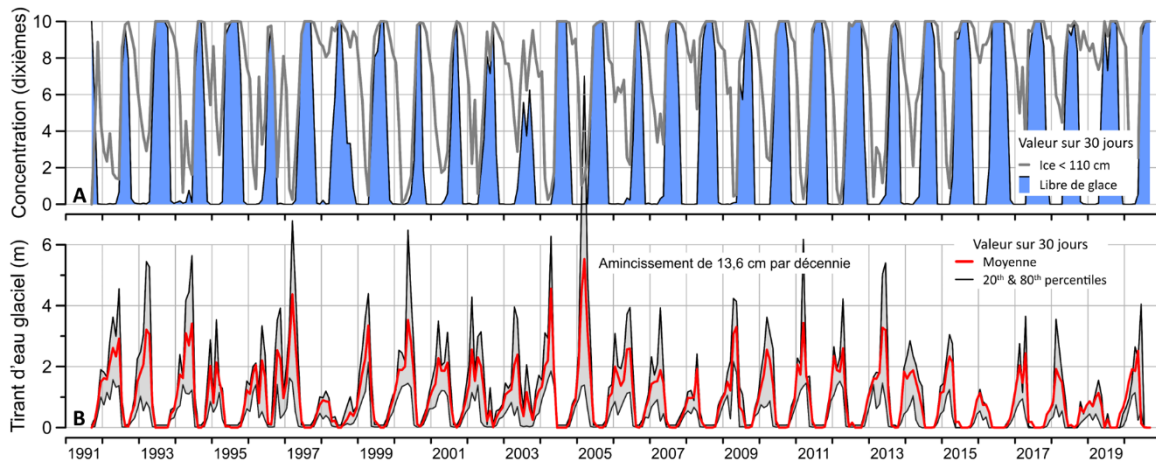 Concentration (dixièmes)
10
8
6
4
2
0
A
Valeur sur 30 jours
Ice < 110 cm
Libre de glace
Tirant d'eau glaciel (m)
6
4
2
0
B
Amincissement de 13,6 cm par décennie
Valeur sur 30 jours
Moyenne
20th & 80th percentiles
1991 1993 1995 1997 1999 2001 2003 2005 2007 2009 2011 2013 2015 2017 2019